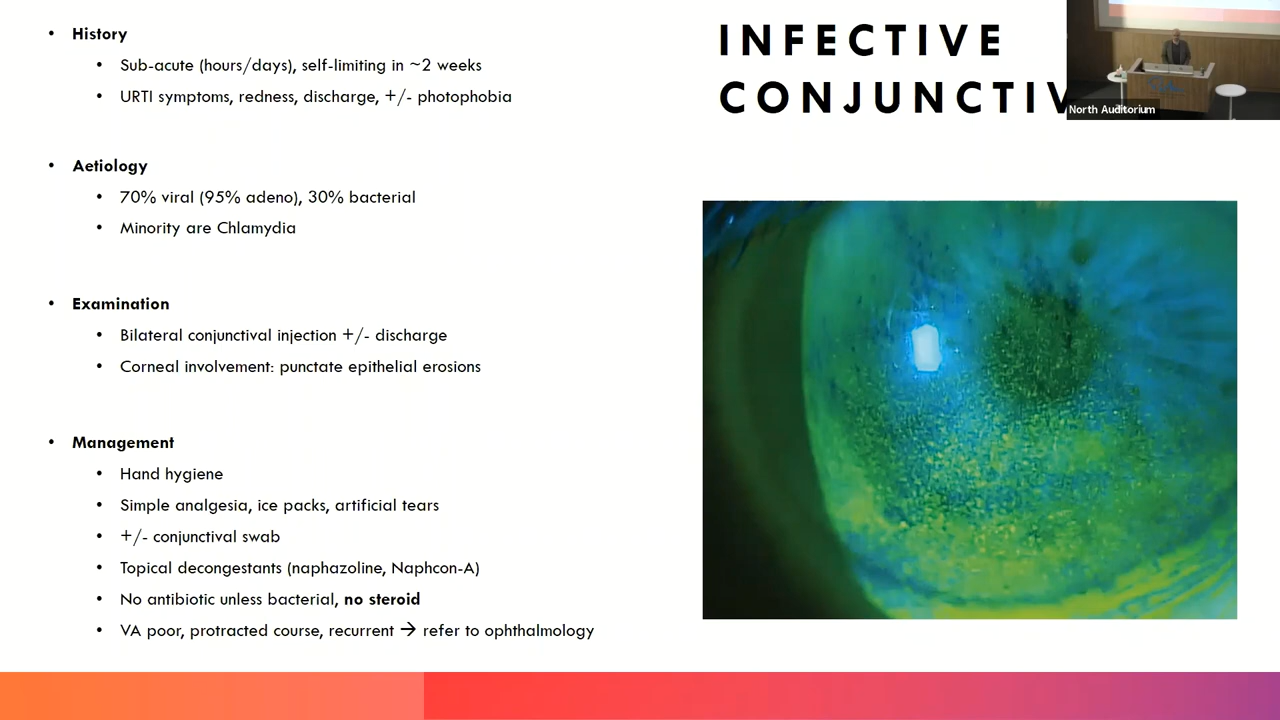 INFECTIVE
CONJUNCTIV
North Auditorium
• History
• Sub-acute (hours/days), self-limiting in ~2 weeks
• URTI symptoms, redness, discharge, +/- photophobia
• Aetiology
• 70% viral (95% adeno), 30% bacterial
• Minority are Chlamydia
• Examination
• Bilateral conjunctival injection +/- discharge
• Corneal involvement: punctate epithelial erosions
• Management
• Hand hygiene
• Simple analgesia, ice packs, artificial tears
• +/- conjunctival swab
• Topical decongestants (naphazoline, Naphcon-A)
• No antibiotic unless bacterial, no steroid
• VA poor, protracted course, recurrent → refer to ophthalmology